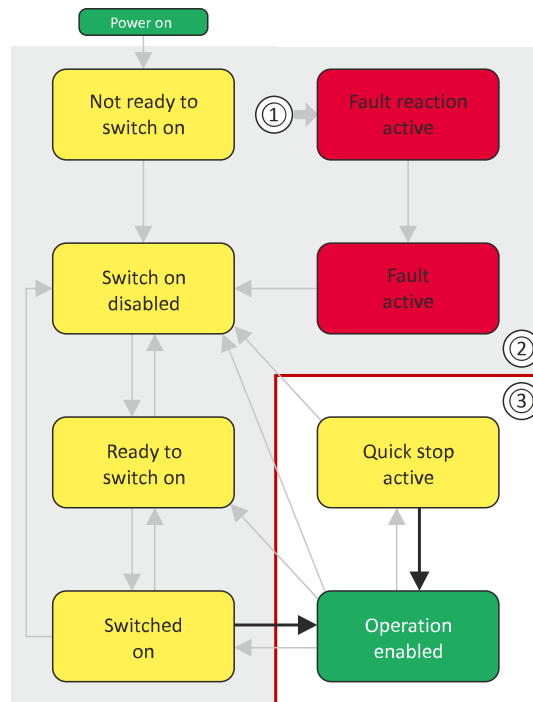 Power on
Not ready to
switch on
①
Fault reaction
active
Switch on
disabled
Fault
active
②
③
Ready to
switch on
Quick stop
active
Switched
on
Operation
enabled